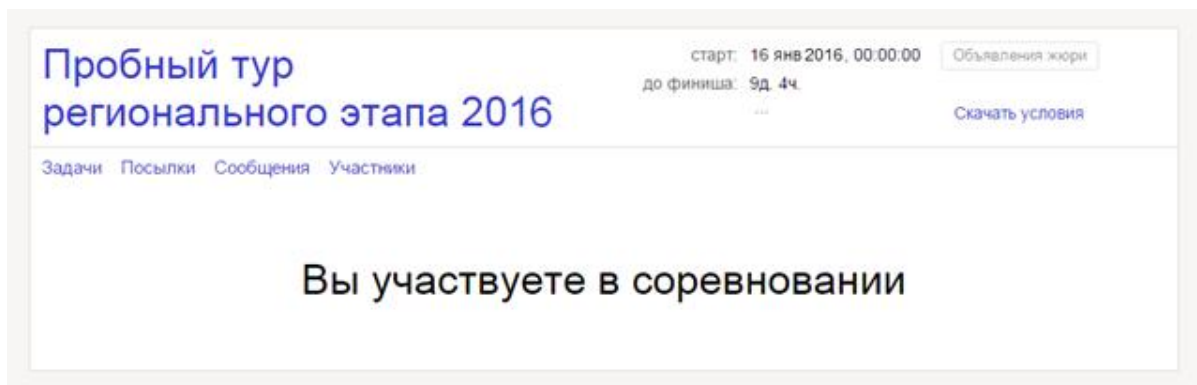 Пробный тур
регионального этапа 2016
старт: 16 янв 2016, 00:00:00
до финиша: 9д. 4ч.
...
Объявления жюри
Скачать условия
Задачи Посылки Сообщения Участники
Вы участвуете в соревновании